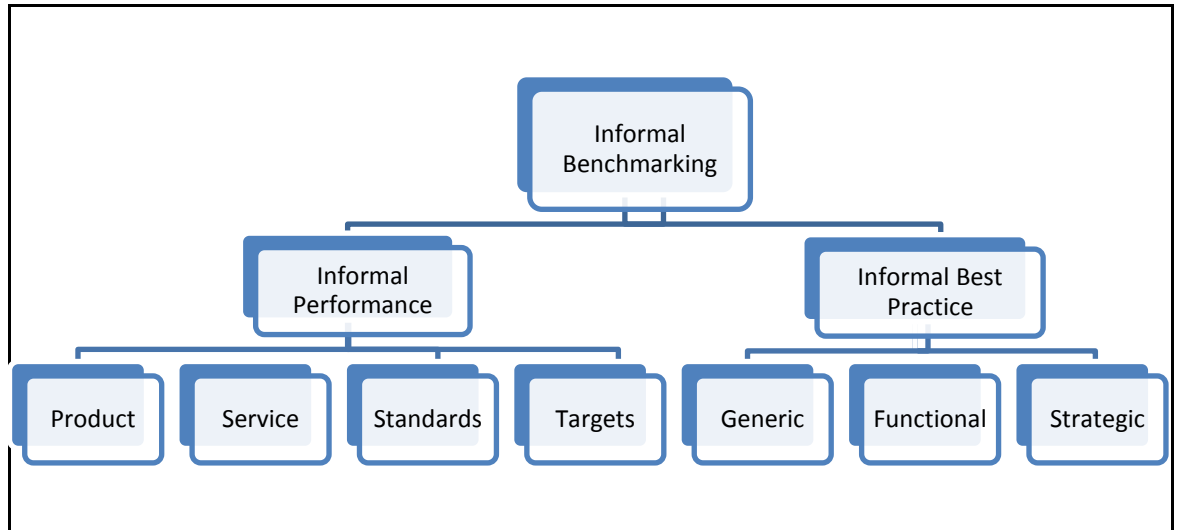 Informal
Benchmarking
Informal
Performance
Informal Best
Practice
Product
Service
Standards
Targets
Generic
Functional
Strategic